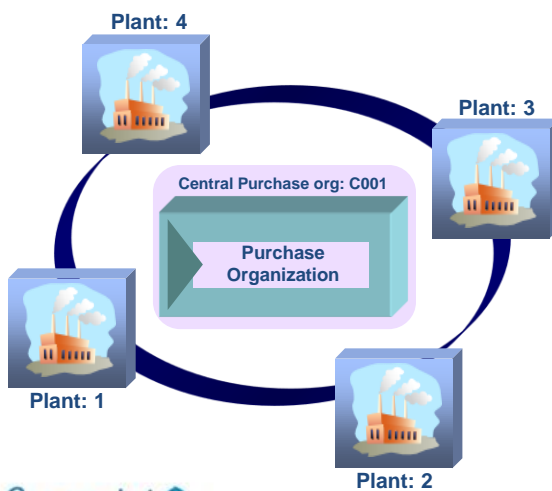 Plant: 4
Plant: 3
Central Purchase org: C001
Purchase
Organization
Plant: 1
Plant: 2